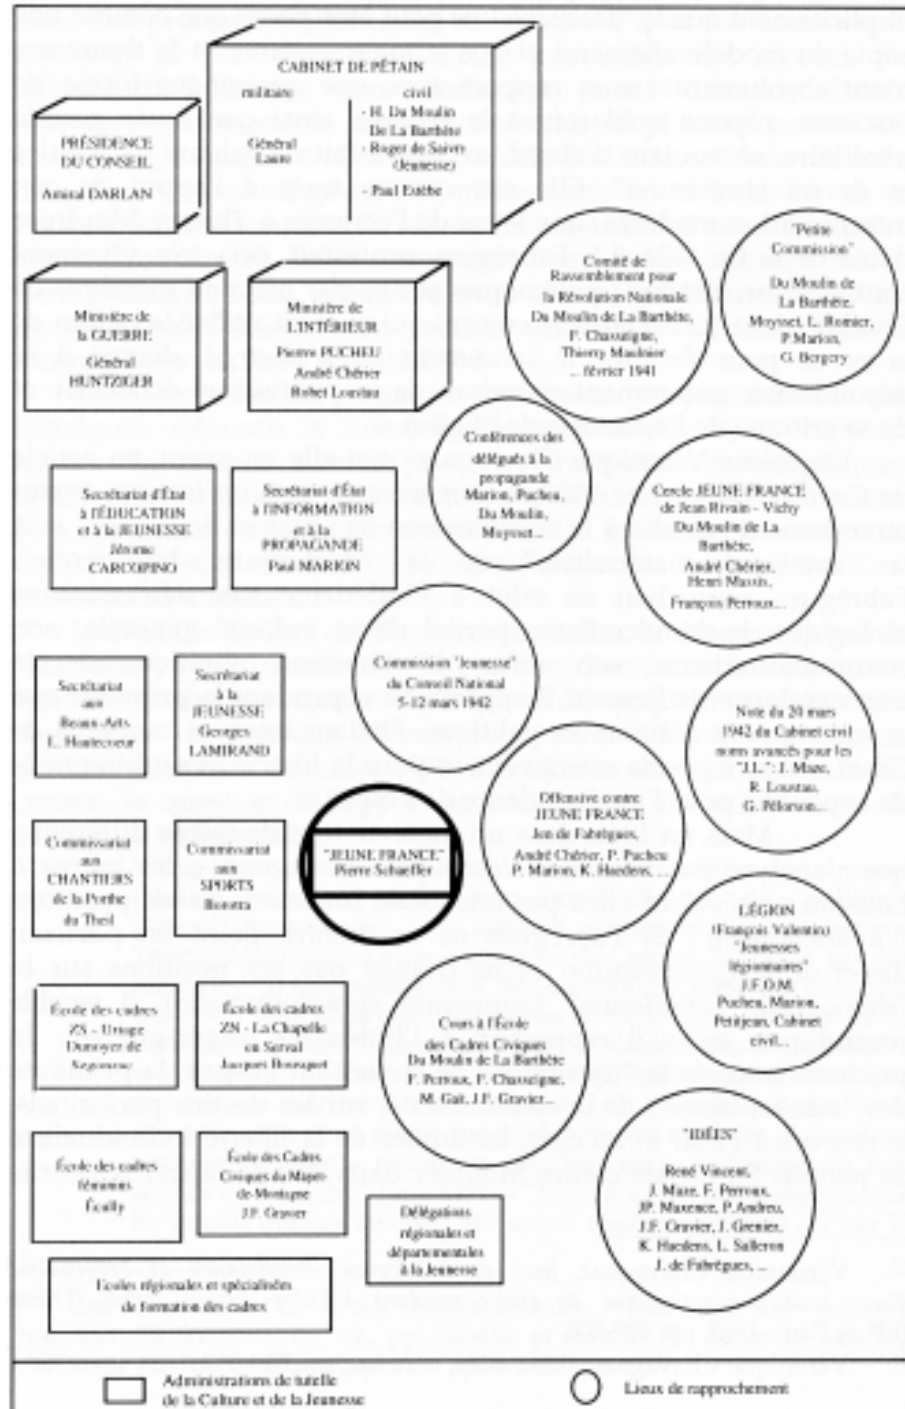 CABINET DE PÉTAIN
militaire
Général
Laure
civil
- H. Du Moulin
De La Barthète
- Roger de Saivre
(Jeunesse)
- Paul Estèbe
PRÉSIDENCE
DU CONSEIL
Amiral DARLAN
Ministère de
la GUERRE
Général
HUNTZIGER
Ministère de
L'INTÉRIEUR
Pierre PUCHEU
André Chérier
Robet Loustau
Comité de
Rassemblement pour
la Révolution Nationale
Du Moulin de La Barthète,
F. Chasseigne,
Thierry Maulnier
... février 1941
"Petite
Commission"
Du Moulin de
La Barthète,
Moysset, L. Romier,
P. Marion,
G. Bergery
Conférences des
délégués à la
propagande
Marion, Pucheu,
Du Moulin,
Moysset...
Cercle JEUNE FRANCE
de Jean Rivain - Vichy
Du Moulin de La
Barthète,
André Chérier,
Henri Massis,
François Perroux...
Secrétariat d'État
à l'ÉDUCATION
et à la JEUNESSE
Jérome
CARCOPINO
Secrétariat d'État
à l'INFORMATION
et à la
PROPAGANDE
Paul MARION
Commission "Jeunesse"
du Conseil National
5-12 mars 1942
Secrétariat
aux
Beaux-Arts
L. Hautecoeur
Secrétariat
à la
JEUNESSE
Georges
LAMIRAND
Note du 20 mars
1942 du Cabinet civil
noms avancés pour les
"J.L." : J. Maze,
R. Loustau,
G. Pélorson...
Offensive contre
JEUNE FRANCE
Jen de Fabrègues,
André Chérier, P. Pucheu
P. Marion, K. Haedens, ...
Commissariat
aux
CHANTIERS
de la Porthe
du Theil
Commissariat
aux
SPORTS
Borotra
"JEUNE FRANCE"
Pierre Schaeffer
LÉGION
(François Valentin)
"Jeunesses
légionnaires"
J.F.O.M.
Pucheu, Marion,
Petitjean, Cabinet
civil...
École des cadres
ZS - Uriage
Dunoyer de
Segonzac
École des cadres
ZN - La Chapelle
en Serval
Jacques Bousquet
Cours à l'École
des Cadres Civiques
Du Moulin de La Barthète
F. Perroux, F. Chasseigne,
M. Gaït, J.F. Gravier...
École des cadres
féminins
Écully
École des Cadres
Civiques du Mayet-
de-Montagne
J.F. Gravier
Délégations
régionales et
départementales
à la Jeunesse
"IDÉES"
René Vincent,
J. Maze, F. Perroux,
JP. Maxence, P.Andreu,
J.F. Gravier, J. Grenier,
K. Haedens, L. Salleron
J. de Fabrègues, ...
Écoles régionales et spécialisées
de formation des cadres
Administrations de tutelle
de la Culture et de la Jeunesse
Lieux de rapprochement